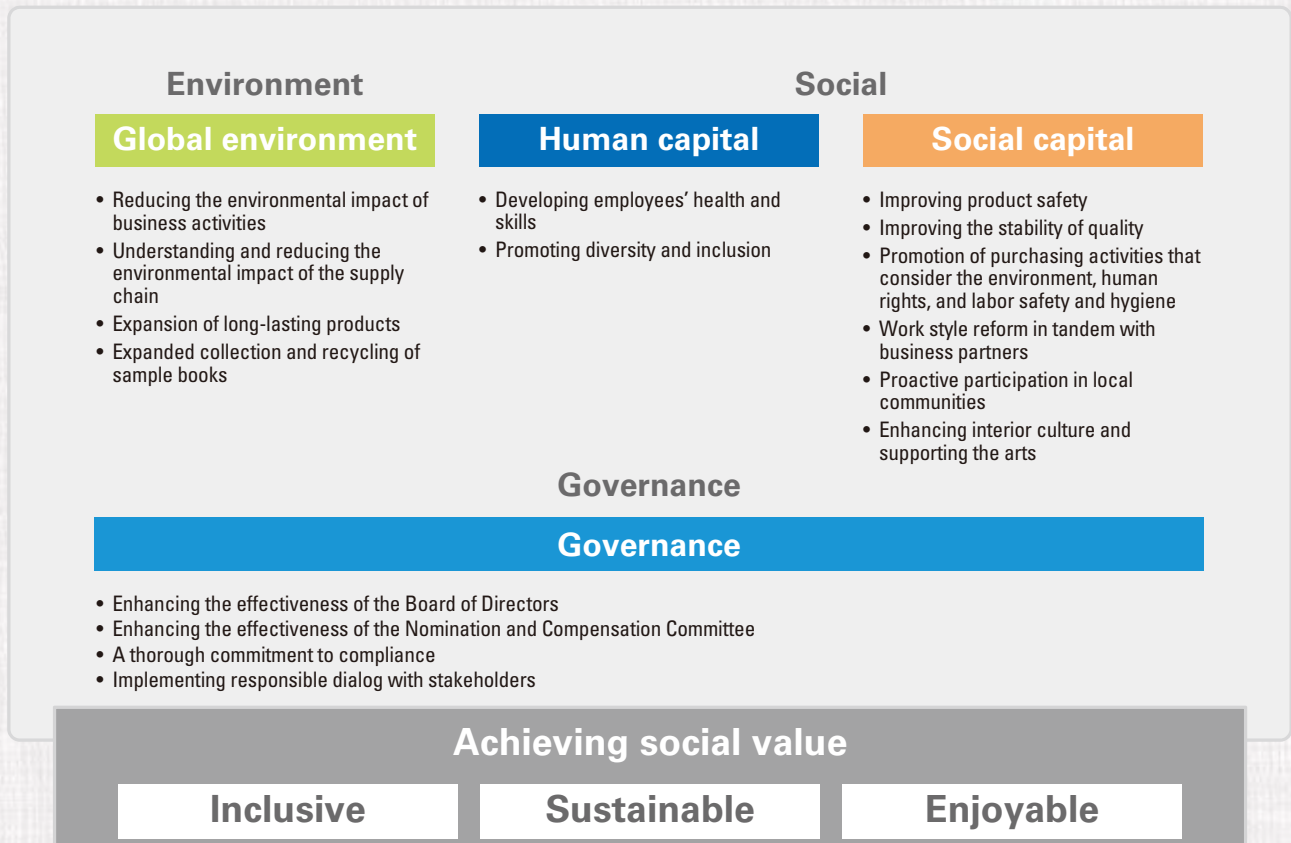 Environment
Social
Global environment
• Reducing the environmental impact of
business activities
• Understanding and reducing the
environmental impact of the supply
chain
• Expansion of long-lasting products
• Expanded collection and recycling of
sample books
Human capital
• Developing employees’ health and
skills
• Promoting diversity and inclusion
Social capital
• Improving product safety
• Improving the stability of quality
• Promotion of purchasing activities that
consider the environment, human
rights, and labor safety and hygiene
• Work style reform in tandem with
business partners
• Proactive participation in local
communities
• Enhancing interior culture and
supporting the arts
Governance
Governance
• Enhancing the effectiveness of the Board of Directors
• Enhancing the effectiveness of the Nomination and Compensation Committee
• A thorough commitment to compliance
• Implementing responsible dialog with stakeholders
Achieving social value
Inclusive
Sustainable
Enjoyable